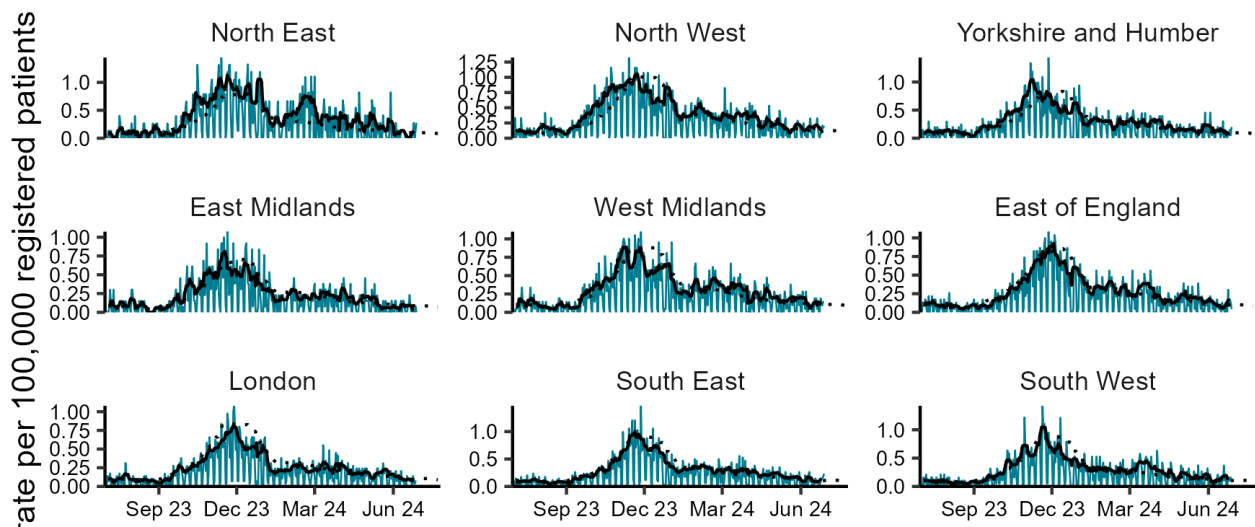 rate per 100,000 registered patients
North East
1.0
0.5
0.0
North West
1.25
1.00
0.75
0.50
0.25
0.00
Yorkshire and Humber
1.0
0.5
0.0
East Midlands
1.00
0.75
0.50
0.25
0.00
West Midlands
1.00
0.75
0.50
0.25
0.00
East of England
1.00
0.75
0.50
0.25
0.00
London
1.00
0.75
0.50
0.25
0.00
Sep 23 Dec 23 Mar 24 Jun 24
South East
1.0
0.5
0.0
Sep 23 Dec 23 Mar 24 Jun 24
South West
1.0
0.5
0.0
Sep 23 Dec 23 Mar 24 Jun 24